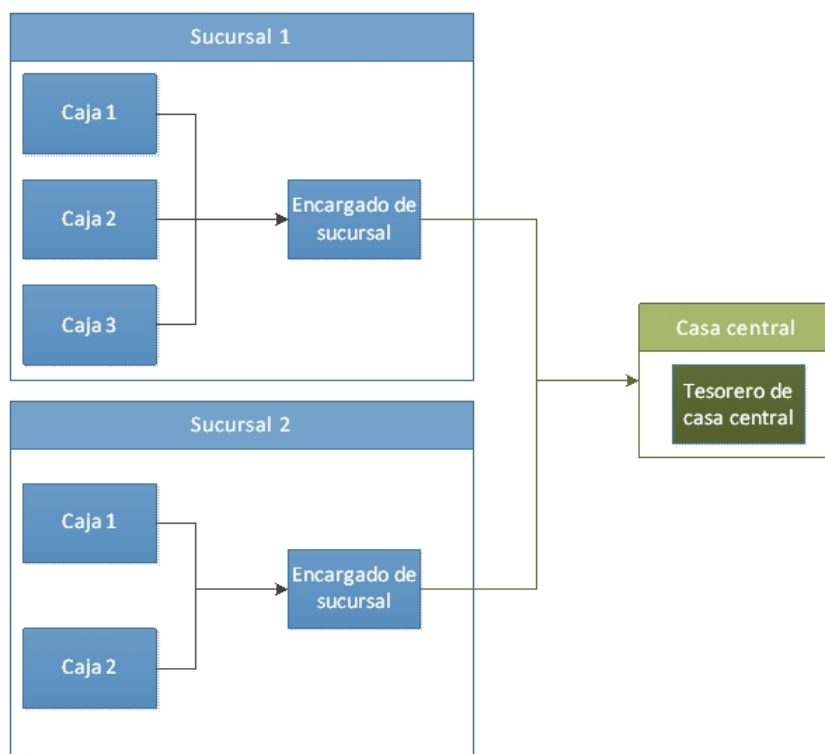 Sucursal 1
Caja 1
Caja 2
Caja 3
Encargado de
sucursal
Sucursal 2
Caja 1
Caja 2
Encargado de
sucursal
Casa central
Tesorero de
casa central